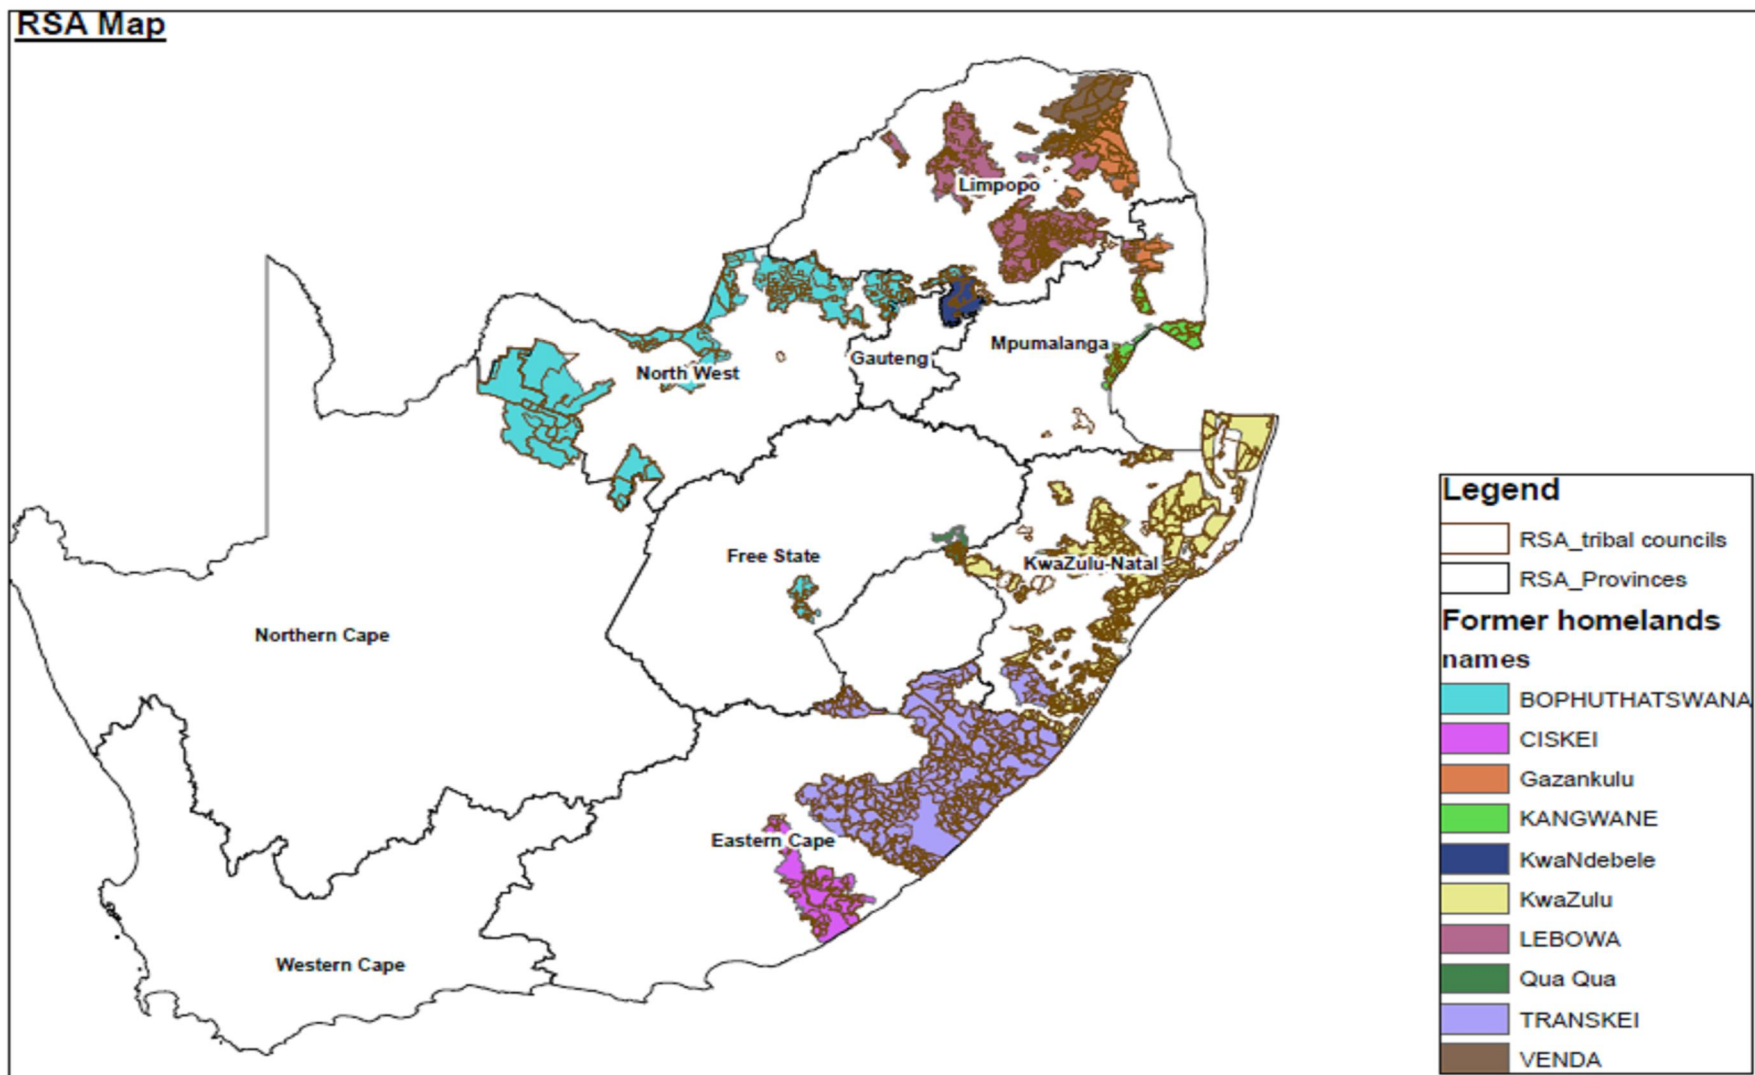 RSA Map
Limpopo
Mpumalanga
Gauteng
North West
Free State
KwaZulu-Natal
Northern Cape
Eastern Cape
Western Cape
Legend
RSA_tribal councils
RSA_Provinces
Former homelands
names
BOPHUTHATSWANA
CISKEI
Gazankulu
KANGWANE
KwaNdebele
KwaZulu
LEBOWA
Qua Qua
TRANSKEI
VENDA